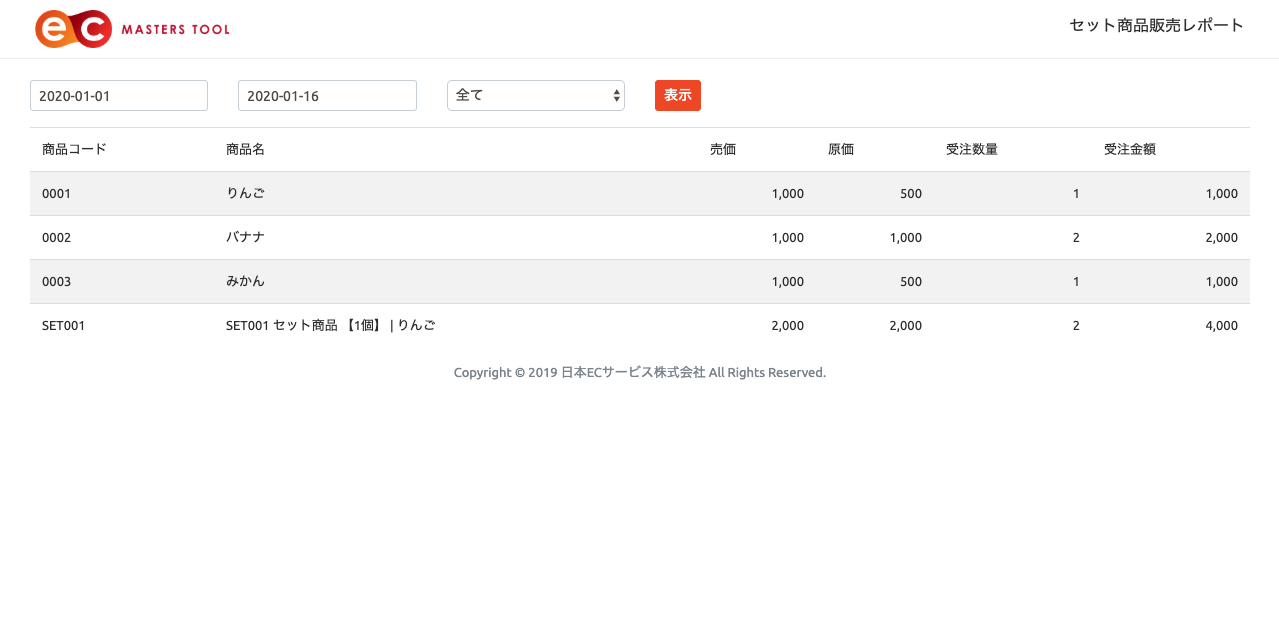 ec MASTERS TOOL
セット商品販売レポート
2020-01-01 2020-01-16 全て 表示
商品コード 商品名 売価 原価 受注数量 受注金額
0001 りんご 1,000 500 1 1,000
0002 バナナ 1,000 1,000 2 2,000
0003 みかん 1,000 500 1 1,000
SET001 SET001 セット商品 【1個】 | りんご 2,000 2,000 2 4,000
Copyright © 2019 日本ECサービス株式会社 All Rights Reserved.